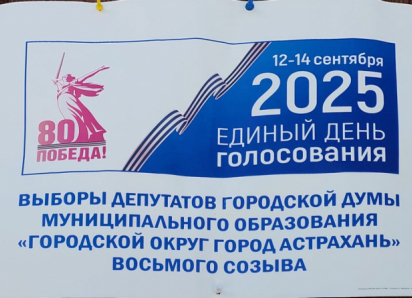 80
ПОБЕДА!
12-14 сентября
2025
ЕДИНЫЙ ДЕНЬ
ГОЛОСОВАНИЯ
ВЫБОРЫ ДЕПУТАТОВ ГОРОДСКОЙ ДУМЫ
МУНИЦИПАЛЬНОГО ОБРАЗОВАНИЯ
«ГОРОДСКОЙ ОКРУГ ГОРОД АСТРАХАНЬ»
ВОСЬМОГО СОЗЫВА